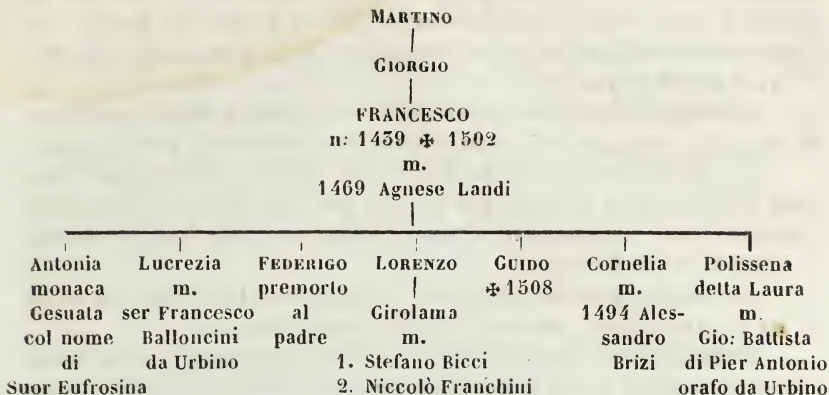 MARTINO
GIORGIO
FRANCESCO
n: 1439 ✠ 1502
m.
1469 Agnese Landi
Antonia
monaca
Gesuata
col nome
di
Suor Eufrosina
Lucrezia
m.
ser Francesco
Balloncini
da Urbino
FEDERIGO
premorto
al
padre
LORENZO
Girolama
m.
1. Stefano Bicci
2. Niccolò Franchini
GUIDO
✠ 1508
Cornelia
m.
1494 Ales-
sandro
Brizi
Polissena
detta Laura
m.
Gio: Battista
di Pier Antonio
orafo da Urbino